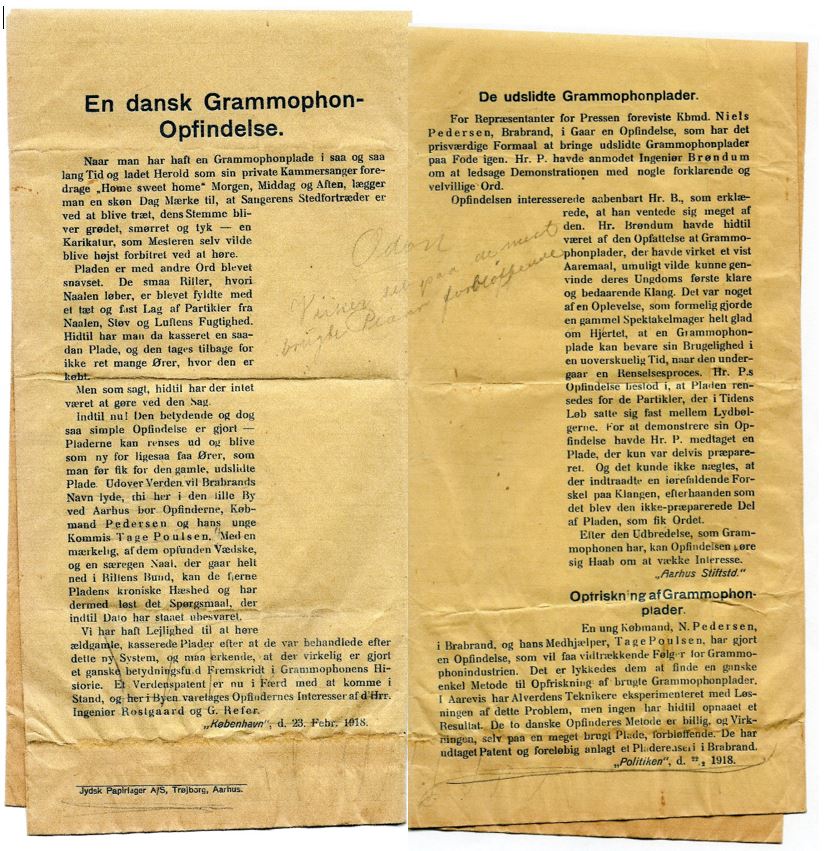 En dansk Grammophon-
Opfindelse.
Naar man har haft en Grammophonplade i saa og saa
lang Tid og ladet Herold som sin private Kammersanger fore-
drage „Home sweet home“ Morgen, Middag og Aften, lægger
man en skøn Dag Mærke til, at Sangerens Stedfortræder er
ved at blive træt, dens Stemme bli-
ver grødet, smørret og tyk — en
Karikatur, som Mesteren selv vilde
blive højst forbitret ved at høre.
Pladen er med andre Ord blevet
snavset. De smaa Riller, hvori
Naalen løber, er blevet fyldte med
et tæt og fast Lag af Partikler fra
Naalen, Støv og Luftens Fugtighed.
Hidtil har man da kasseret en saa-
dan Plade, og den tages tilbage for
ikke ret mange Ører, hvor den er
købt.
Men som sagt, hidtil har der intet
været at gøre ved den Sag.
Indtil nu! Den betydende og dog
saa simple Opfindelse er gjort —
Pladerne kan renses ud og blive
som ny for ligesaa faa Ører, som
man før fik for den gamle, udslidte
Plade. Udover Verden vil Brabrands
Navn lyde, thi her i den lille By
ved Aarhus bor Opfinderne, Køb-
mand Pedersen og hans unge
Kommis Tage Poulsen. Med en
mærkelig, af dem opfunden Vædske,
og en særegen Naal, der gaar helt
ned i Rillens Bund, kan de fjerne
Pladens kroniske Hæshed og har
dermed løst det Spørgsmaal, der
indtil Dato har staaet ubesvaret.
Vi har haft Lejlighed til at høre
ældgamle, kasserede Plader efter at de var behandlede efter
dette ny System, og maa erkende, at der virkelig er gjort
et ganske betydningsfuld Fremskridt i Grammophonens Hi-
storie. Et Verdenspatent er nu i Færd med at komme i
Stand, og her i Byen varetages Opfindernes Interesser af d'Hrr.
Ingeniør Rostgaard og G. Refer.
„København“, d. 23. Febr. 1918.
Jydsk Papirlager A/S, Trøjborg, Aarhus.
De udslidte Grammophonplader.
For Repræsentanter for Pressen foreviste Kbmd. Niels
Pedersen, Brabrand, i Gaar en Opfindelse, som har det
prisværdige Formaal at bringe udslidte Grammophonplader
paa Fode igen. Hr. P. havde anmodet Ingeniør Brøndum
om at ledsage Demonstrationen med nogle forklarende og
velvillige Ord.
Opfindelsen interesserede aabenbart Hr. B., som erklæ-
rede, at han ventede sig meget af
den. Hr. Brøndum havde hidtil
været af den Opfattelse at Grammo-
phonplader, der havde virket et vist
Aaremaal, umuligt vilde kunne gen-
vinde deres Ungdoms første klare
og bedaarende Klang. Det var noget
af en Oplevelse, som formelig gjorde
en gammel Spektakelmager helt glad
om Hjertet, at en Grammophon-
plade kan bevare sin Brugelighed i
en uoverskuelig Tid, naar den under-
gaar en Renselsesproces. Hr. P.s
Opfindelse bestod i, at Pladen ren-
sedes for de Partikler, der i Tidens
Løb satte sig fast mellem Lydbøl-
gerne. For at demonstrere sin Op-
findelse havde Hr. P. medtaget en
Plade, der kun var delvis præpare-
ret. Og det kunde ikke nægtes, at
der indtraadte en iørefaldende For-
skel paa Klangen, efterhaanden som
det blev den ikke-præparerede Del
af Pladen, som fik Ordet.
Efter den Udbredelse, som Gram-
mophonen har, kan Opfindelsen gøre
sig Haab om at vække Interesse.
„Aarhus Stiftstd.“
Opfriskning af Grammophon-
plader.
En ung Købmand, N. Pedersen,
i Brabrand, og hans Medhjælper, Tage Poulsen, har gjort
en Opfindelse, som vil faa vidtrækkende Følger for Grammo-
phonindustrien. Det er lykkedes dem at finde en ganske
enkel Metode til Opfriskning af brugte Grammophonplader.
I Aarevis har Alverdens Teknikere eksperimenteret med Løs-
ningen af dette Problem, men ingen har hidtil opnaaet et
Resultat. De to danske Opfinderes Metode er billig, og Virk-
ningen, selv paa en meget brugt Plade, forbløffende. De har
udtaget Patent og foreløbig anlagt et Pladerenseri i Brabrand.
„Politiken“, d. 22/2 1918.
Virker selv paa de mest
brugte Plader forbløffende